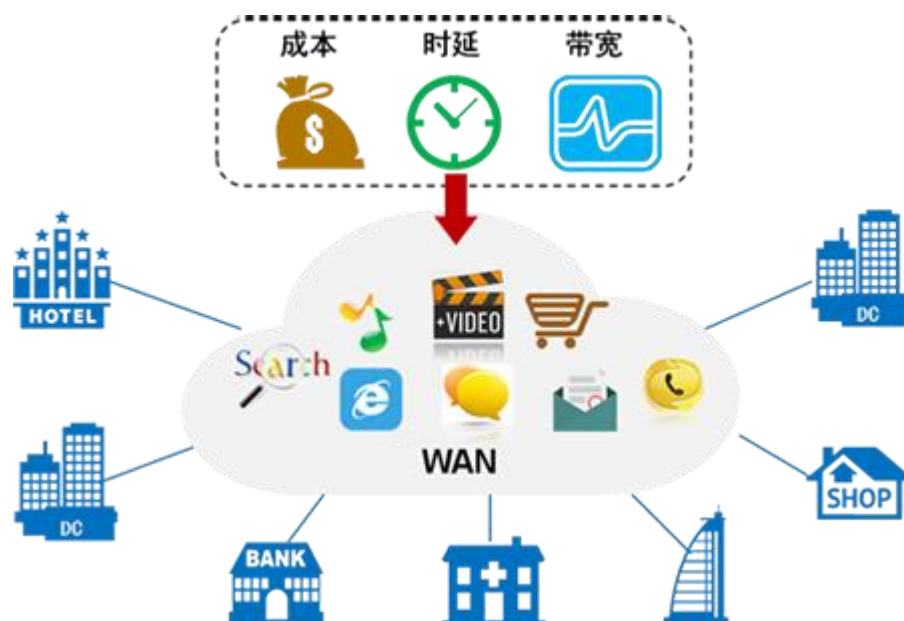 成本 时延 带宽
$
HOTEL
DC
+VIDEO
Search
WAN
DC
SHOP
BANK